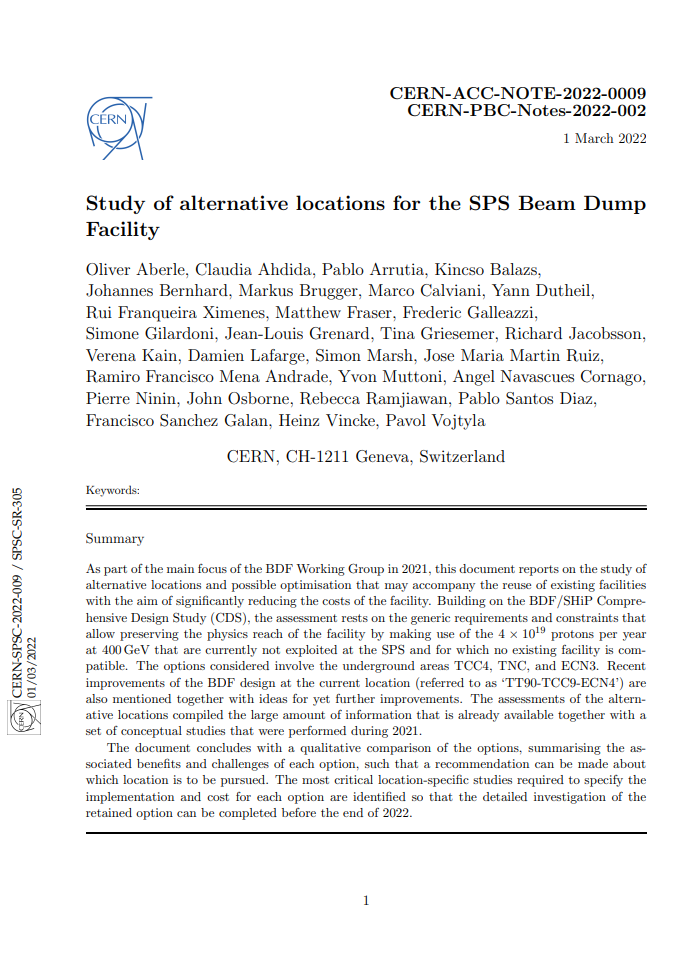 CERN
CERN-ACC-NOTE-2022-0009
CERN-PBC-Notes-2022-002
1 March 2022
Study of alternative locations for the SPS Beam Dump
Facility
Oliver Aberle, Claudia Ahdida, Pablo Arrutia, Kincso Balazs,
Johannes Bernhard, Markus Brugger, Marco Calviani, Yann Dutheil,
Rui Franqueira Ximenes, Matthew Fraser, Frederic Galleazzi,
Simone Gilardoni, Jean-Louis Grenard, Tina Griesemer, Richard Jacobsson,
Verena Kain, Damien Lafarge, Simon Marsh, Jose Maria Martin Ruiz,
Ramiro Francisco Mena Andrade, Yvon Muttoni, Angel Navascues Cornago,
Pierre Ninin, John Osborne, Rebecca Ramjiawan, Pablo Santos Diaz,
Francisco Sanchez Galan, Heinz Vincke, Pavol Vojtyla
CERN, CH-1211 Geneva, Switzerland
Keywords:
Summary
As part of the main focus of the BDF Working Group in 2021, this document reports on the study of
alternative locations and possible optimisation that may accompany the reuse of existing facilities
with the aim of significantly reducing the costs of the facility. Building on the BDF/SHiP Compre-
hensive Design Study (CDS), the assessment rests on the generic requirements and constraints that
allow preserving the physics reach of the facility by making use of the 4 × 10¹⁹ protons per year
at 400 GeV that are currently not exploited at the SPS and for which no existing facility is com-
patible. The options considered involve the underground areas TCC4, TNC, and ECN3. Recent
improvements of the BDF design at the current location (referred to as ‘TT90-TCC9-ECN4’) are
also mentioned together with ideas for yet further improvements. The assessments of the altern-
ative locations compiled the large amount of information that is already available together with a
set of conceptual studies that were performed during 2021.
The document concludes with a qualitative comparison of the options, summarising the as-
sociated benefits and challenges of each option, such that a recommendation can be made about
which location is to be pursued. The most critical location-specific studies required to specify the
implementation and cost for each option are identified so that the detailed investigation of the
retained option can be completed before the end of 2022.
1
CERN-SPSC-2022-009 / SPSC-SR-305
01/03/2022
CERN